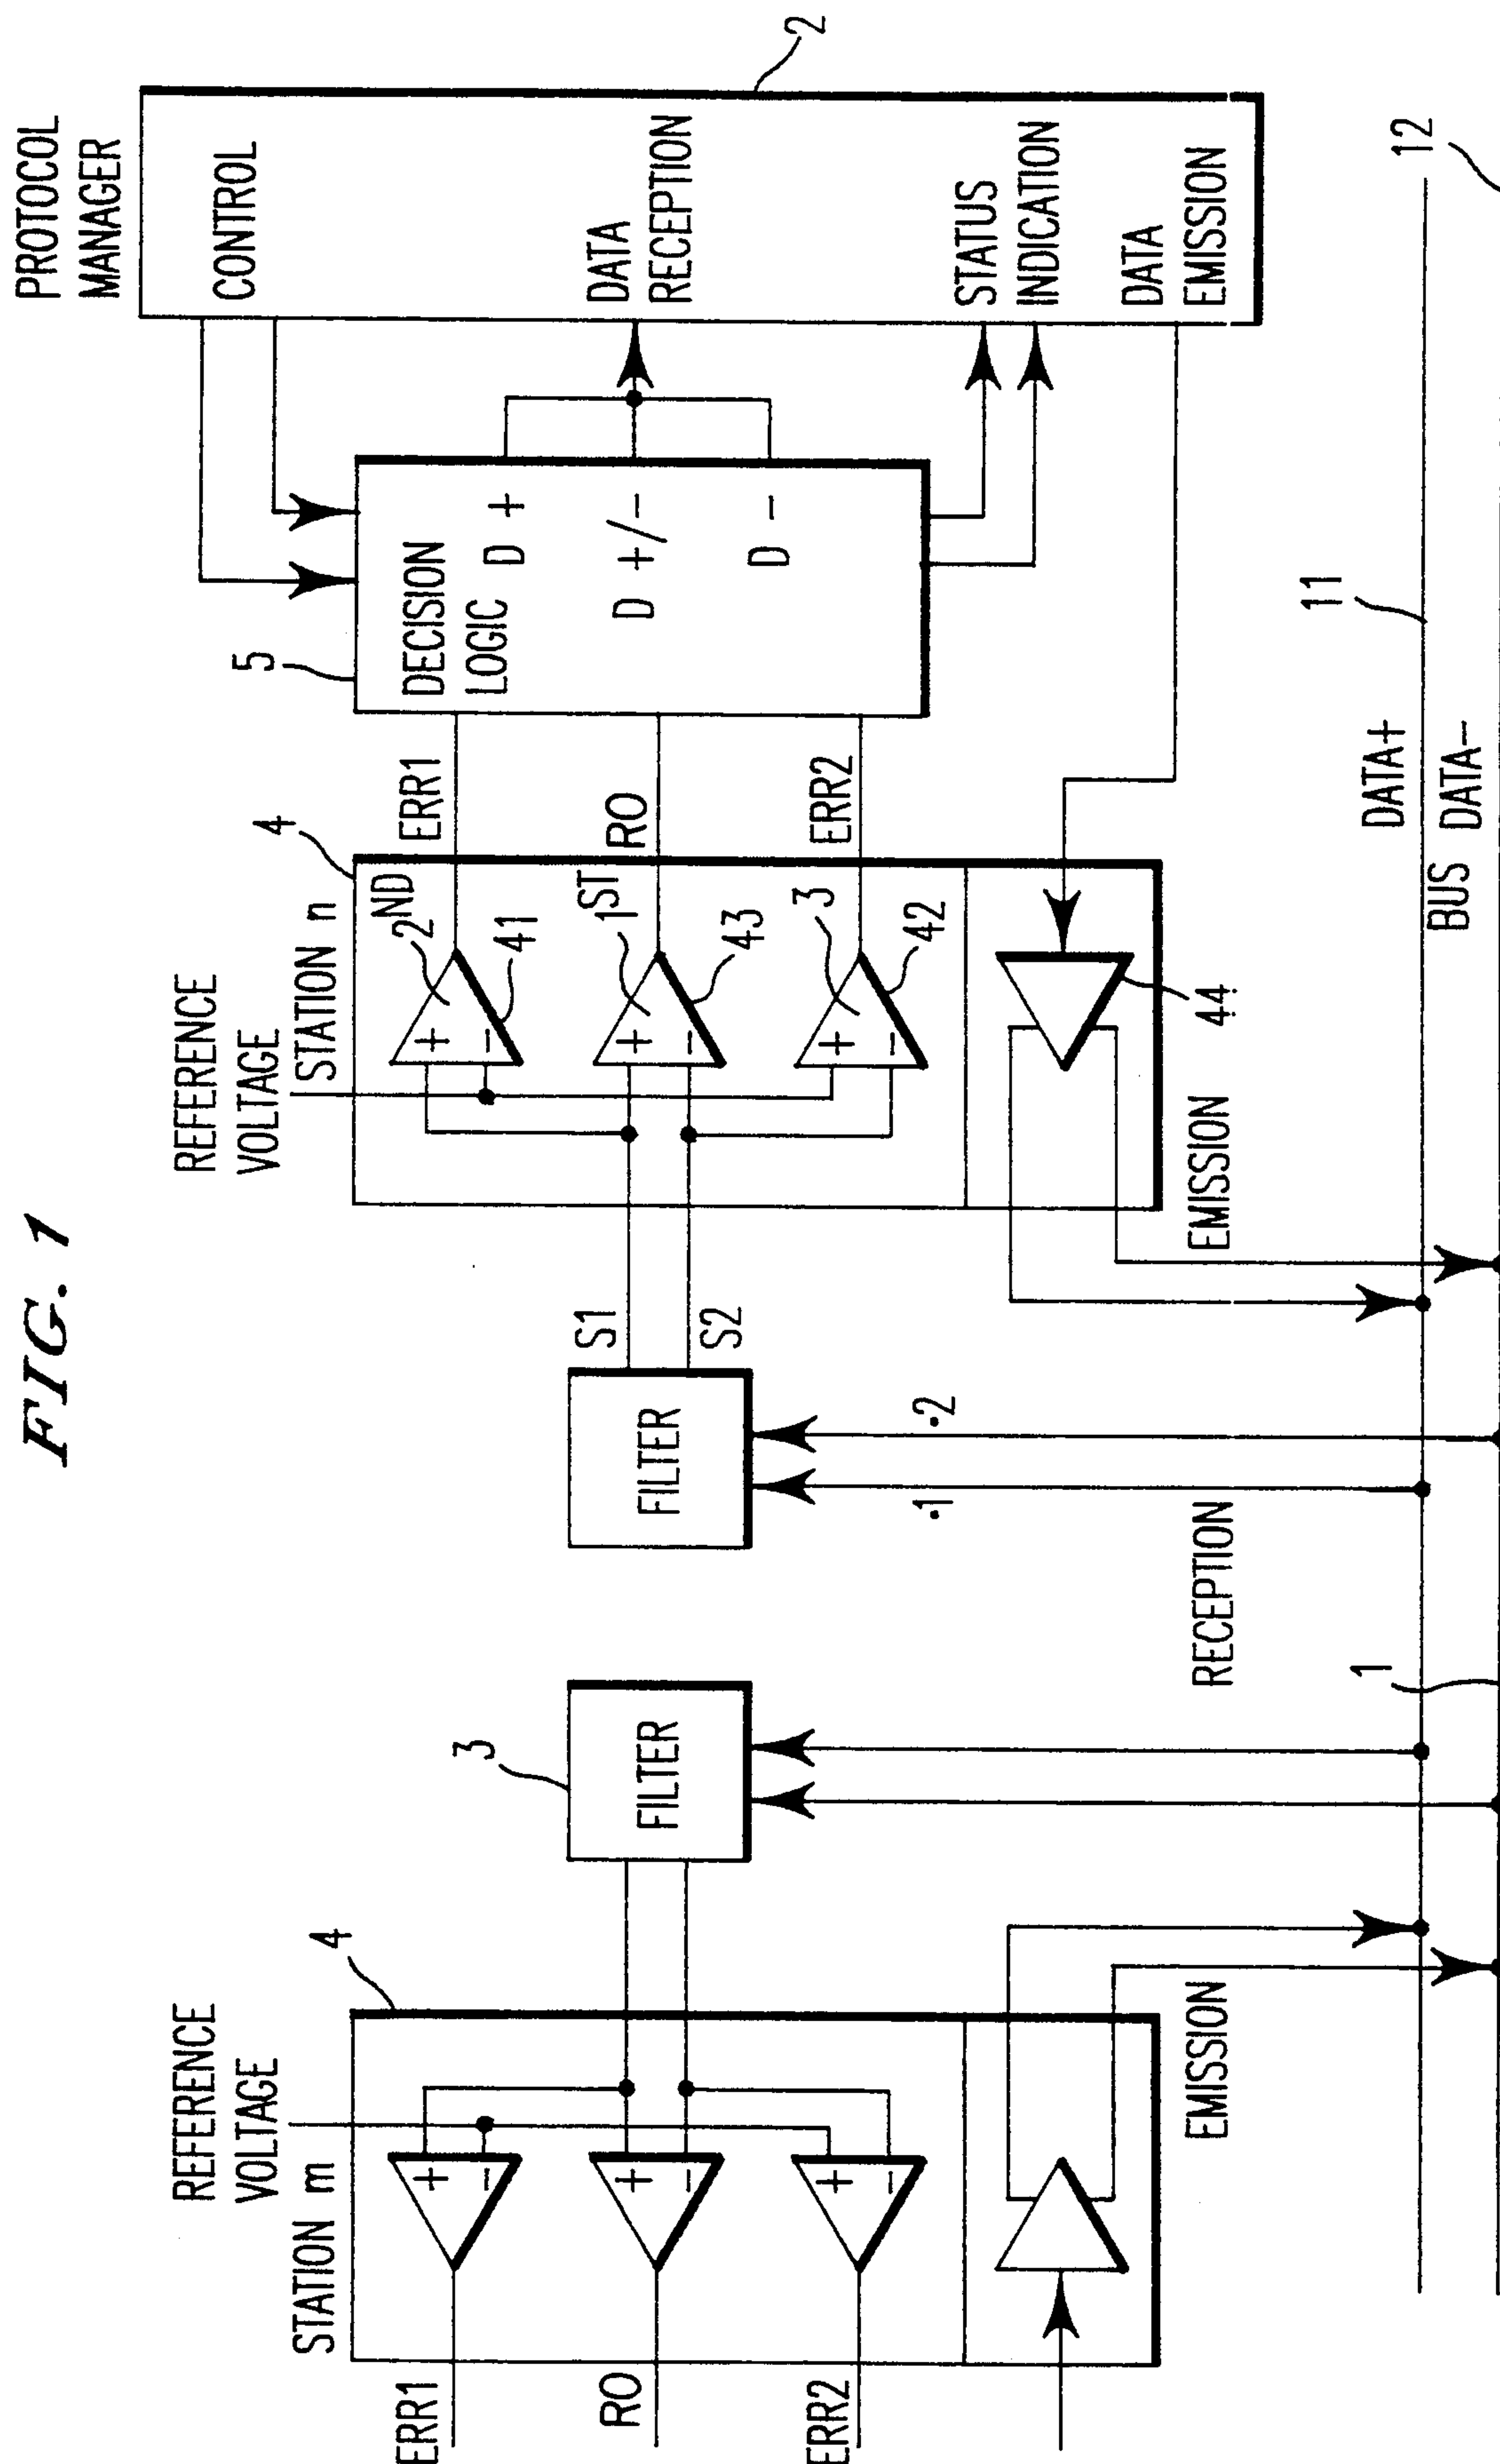 FIG. 1
PROTOCOL
MANAGER
CONTROL
DATA
RECEPTION
STATUS
INDICATION
DATA
EMISSION
2
5
DECISION
LOGIC
D +
D +/-
D -
ERR1
RO
ERR2
4
REFERENCE
VOLTAGE
STATION n
2ND
+
-
41
1ST
+
-
43
3
+
-
42
44
EMISSION
S1
S2
FILTER
.1
.2
RECEPTION
3
FILTER
4
REFERENCE
VOLTAGE
STATION m
+
-
+
-
+
-
ERR1
RO
ERR2
EMISSION
1
DATA+
BUS
DATA-
11
12